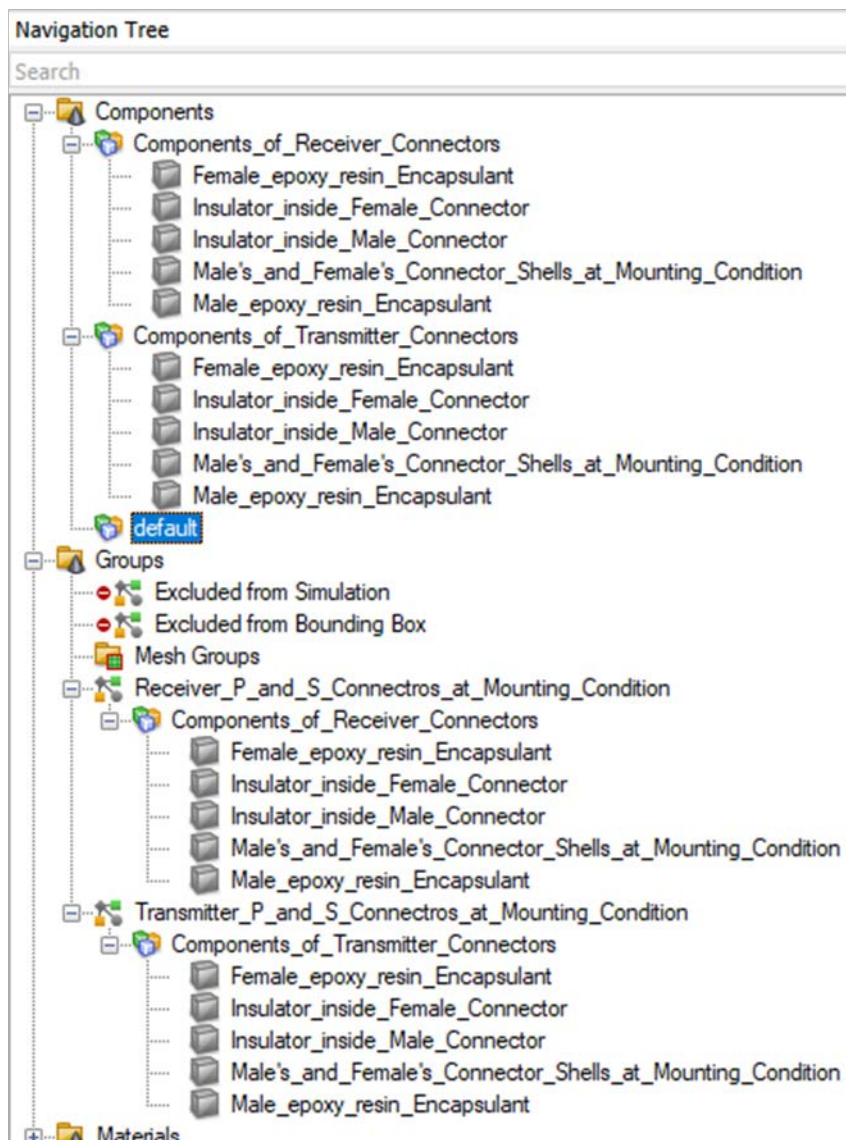 Navigation Tree
Search
Components
Components_of_Receiver_Connectors
Female_epoxy_resin_Encapsulant
Insulator_inside_Female_Connector
Insulator_inside_Male_Connector
Male's_and_Female's_Connector_Shells_at_Mounting_Condition
Male_epoxy_resin_Encapsulant
Components_of_Transmitter_Connectors
Female_epoxy_resin_Encapsulant
Insulator_inside_Female_Connector
Insulator_inside_Male_Connector
Male's_and_Female's_Connector_Shells_at_Mounting_Condition
Male_epoxy_resin_Encapsulant
default
Groups
Excluded from Simulation
Excluded from Bounding Box
Mesh Groups
Receiver_P_and_S_Connectros_at_Mounting_Condition
Components_of_Receiver_Connectors
Female_epoxy_resin_Encapsulant
Insulator_inside_Female_Connector
Insulator_inside_Male_Connector
Male's_and_Female's_Connector_Shells_at_Mounting_Condition
Male_epoxy_resin_Encapsulant
Transmitter_P_and_S_Connectros_at_Mounting_Condition
Components_of_Transmitter_Connectors
Female_epoxy_resin_Encapsulant
Insulator_inside_Female_Connector
Insulator_inside_Male_Connector
Male's_and_Female's_Connector_Shells_at_Mounting_Condition
Male_epoxy_resin_Encapsulant
Materials